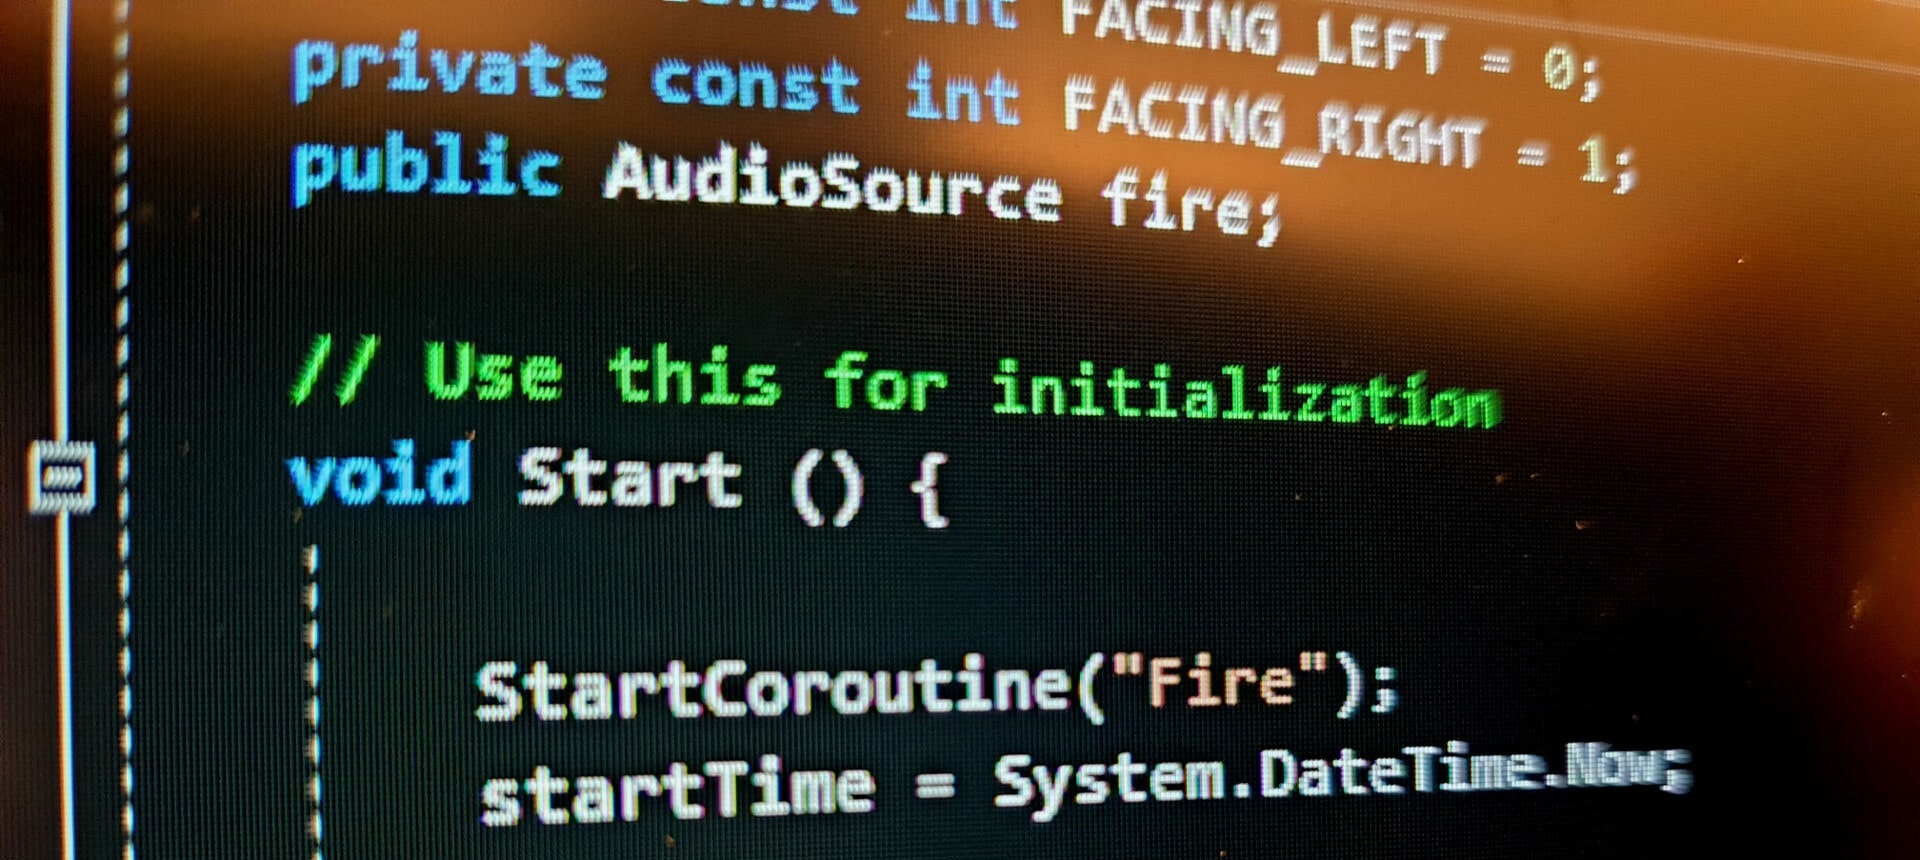 const int FACING_LEFT = 0;
private const int FACING_RIGHT = 1;
public AudioSource fire;
// Use this for initialization
void Start () {
StartCoroutine("Fire");
startTime = System.DateTime.Now;